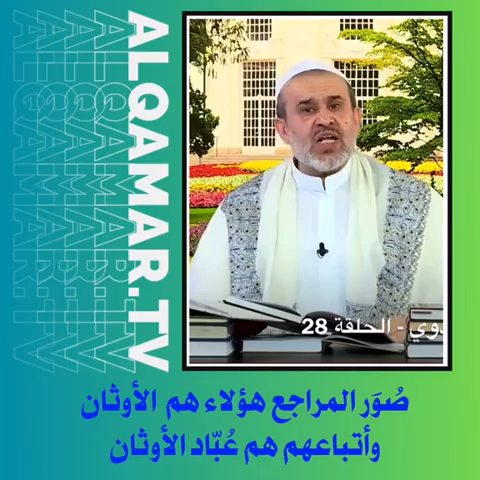 ALQAMAR.TV
وي - الحلقة 28
صُوَر المراجع هؤلاء هم الأوثان
وأتباعهم هم عُبّاد الأوثان